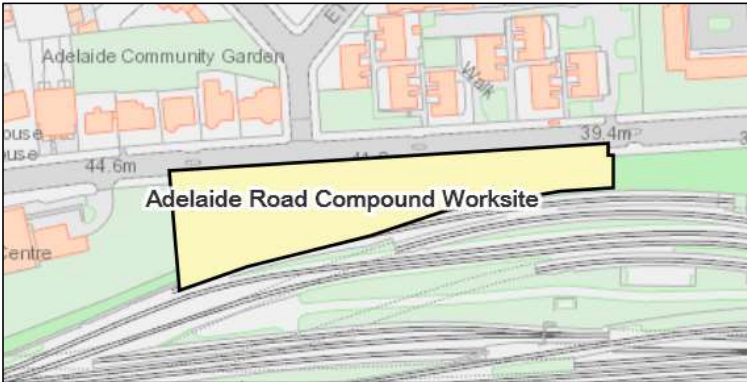 Adelaide Community Garden
Walk
39.4m
44.6m
Adelaide Road Compound Worksite
Centre